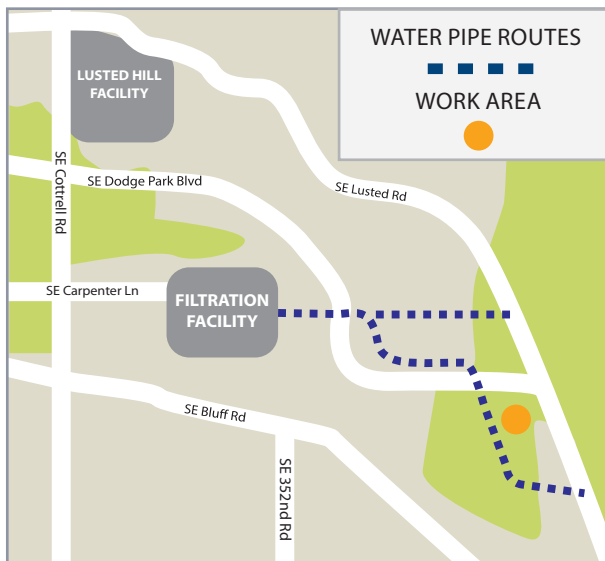 WATER PIPE ROUTES
WORK AREA
LUSTED HILL
FACILITY
SE Cottrell Rd
SE Dodge Park Blvd
SE Lusted Rd
SE Carpenter Ln
FILTRATION
FACILITY
SE Bluff Rd
SE 352nd Rd